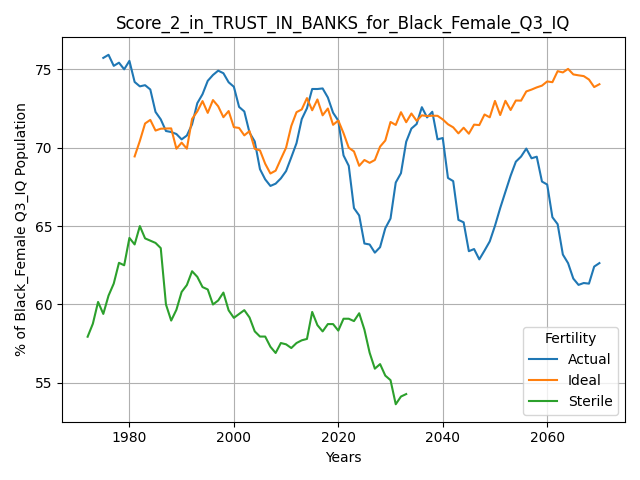 Score_2_in_TRUST_IN_BANKS_for_Black_Female_Q3_IQ
% of Black_Female Q3_IQ Population
75
70
65
60
55
1980
2000
2020
2040
2060
Years
Fertility
Actual
Ideal
Sterile